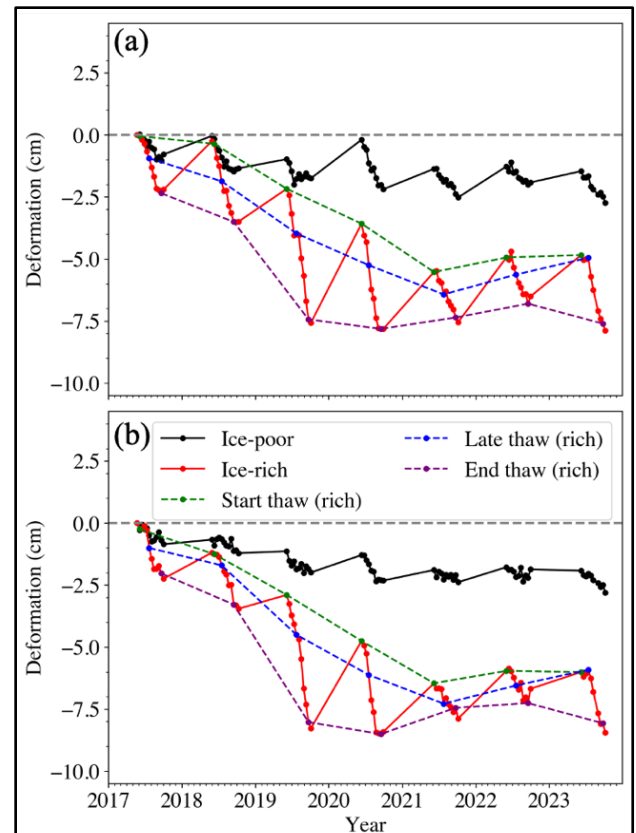 (a)
2.5
0.0
−2.5
−5.0
−7.5
−10.0
Deformation (cm)
(b)
Ice-poor
Ice-rich
Start thaw (rich)
Late thaw (rich)
End thaw (rich)
2.5
0.0
−2.5
−5.0
−7.5
−10.0
Deformation (cm)
2017 2018 2019 2020 2021 2022 2023
Year